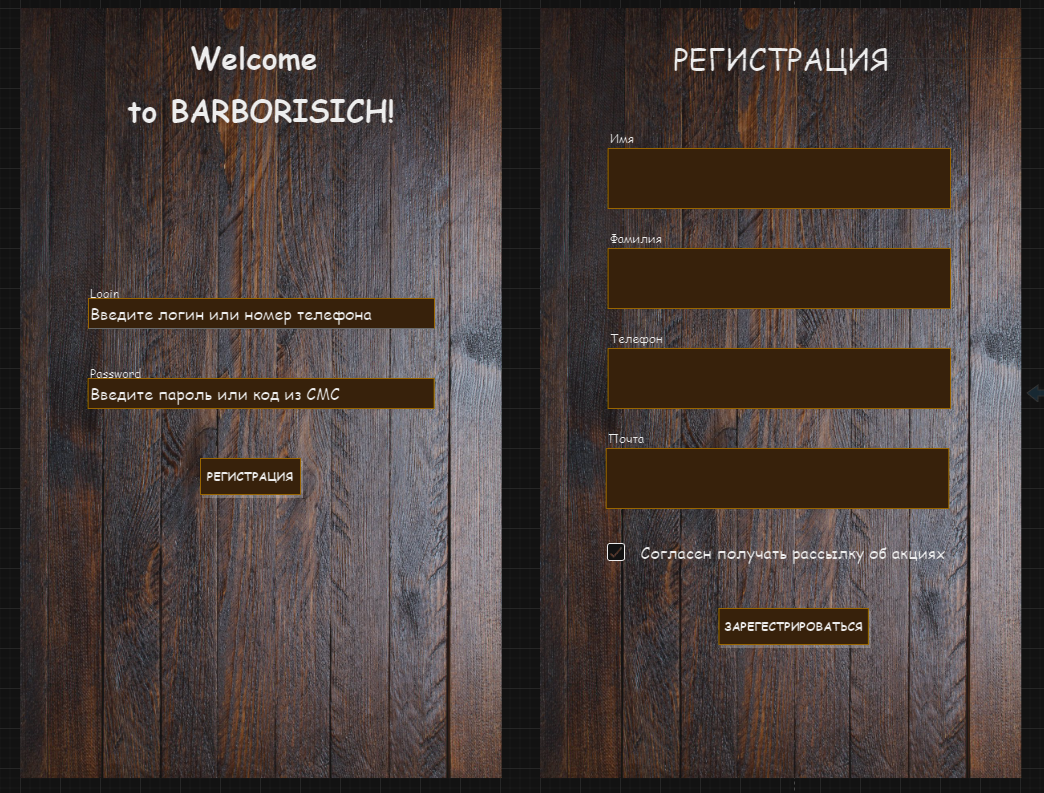 Welcome
to BARBORISICH!
Login
Введите логин или номер телефона
Password
Введите пароль или код из СМС
РЕГИСТРАЦИЯ
РЕГИСТРАЦИЯ
Имя
Фамилия
Телефон
Почта
Согласен получать рассылку об акциях
ЗАРЕГЕСТРИРОВАТЬСЯ